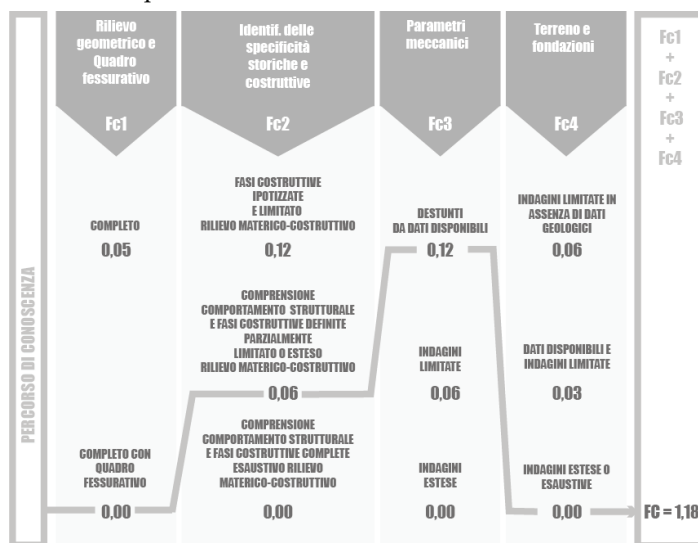 Rilievo
geometrico e
Quadro
fessurativo
Fc1
Identif. delle
specificità
storiche e
costruttive
Fc2
Parametri
meccanici
Fc3
Terreno e
fondazioni
Fc4
Fc1
+
Fc2
+
Fc3
+
Fc4
PERCORSO DI CONOSCENZA
COMPLETO
0,05
FASI COSTRUTTIVE
IPOTIZZATE
E LIMITATO
RILIEVO MATERICO-COSTRUTTIVO
0,12
DESTUNTI
DA DATI DISPONIBILI
0,12
INDAGINI LIMITATE IN
ASSENZA DI DATI
GEOLOGICI
0,06
COMPRENSIONE
COMPORTAMENTO STRUTTURALE
E FASI COSTRUTTIVE DEFINITE
PARZIALMENTE
LIMITATO O ESTESO
RILIEVO MATERICO-COSTRUTTIVO
0,06
INDAGINI
LIMITATE
0,06
DATI DISPONIBILI E
INDAGINI LIMITATE
0,03
COMPLETO CON
QUADRO
FESSURATIVO
0,00
COMPRENSIONE
COMPORTAMENTO STRUTTURALE
E FASI COSTRUTTIVE COMPLETE
ESAUSTIVO RILIEVO
MATERICO-COSTRUTTIVO
0,00
INDAGINI
ESTESE
0,00
INDAGINI ESTESE O
ESAUSTIVE
0,00
FC = 1,18